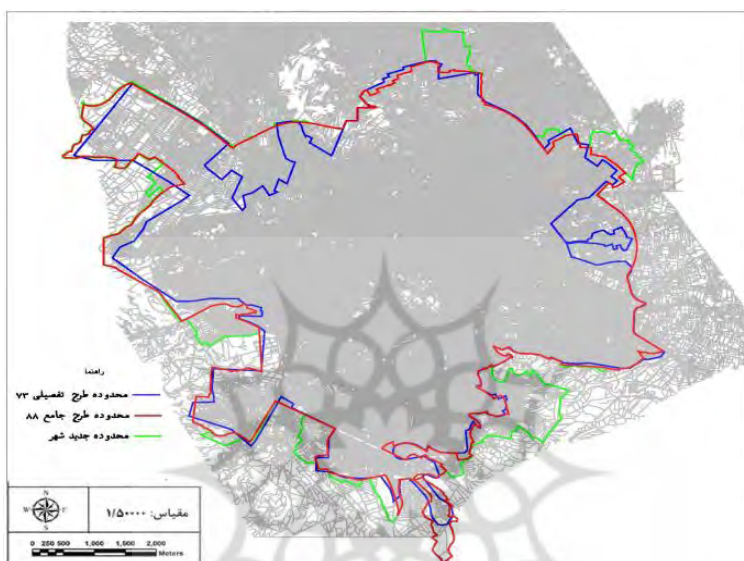 راهنما
محدوده طرح تفصیلی ۷۳
محدوده طرح جامع ۸۸
محدوده جدید شهر
N
W E
S
مقیاس: ۱/۵۰۰۰۰
0 250 500 1,000 1,500 2,000
Meters